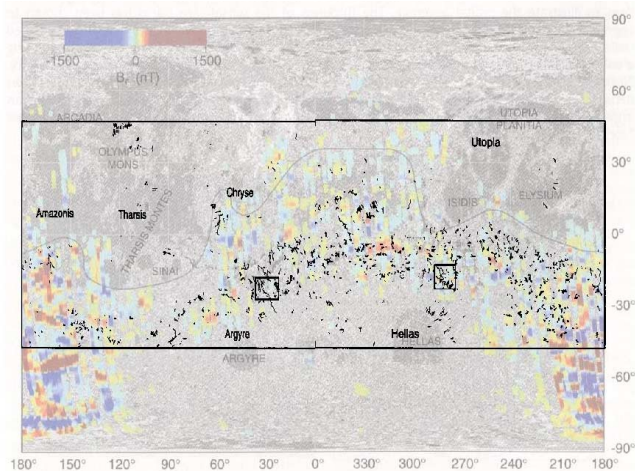 90°
-1500 0 1500
Br (nT)
60°
ARCADIA
UTOPIA
PLANITIA
Utopia
OLYMPUS
MONS
30°
Chryse
ISIDIS
ELYSIUM
Amazonis
Tharsis
THARSIS MONTES
0°
SINAI
-30°
Argyre
Hellas
ARGYRE
HELLAS
-60°
-90°
180° 150° 120° 90° 60° 30° 0° 330° 300° 270° 240° 210° 180°